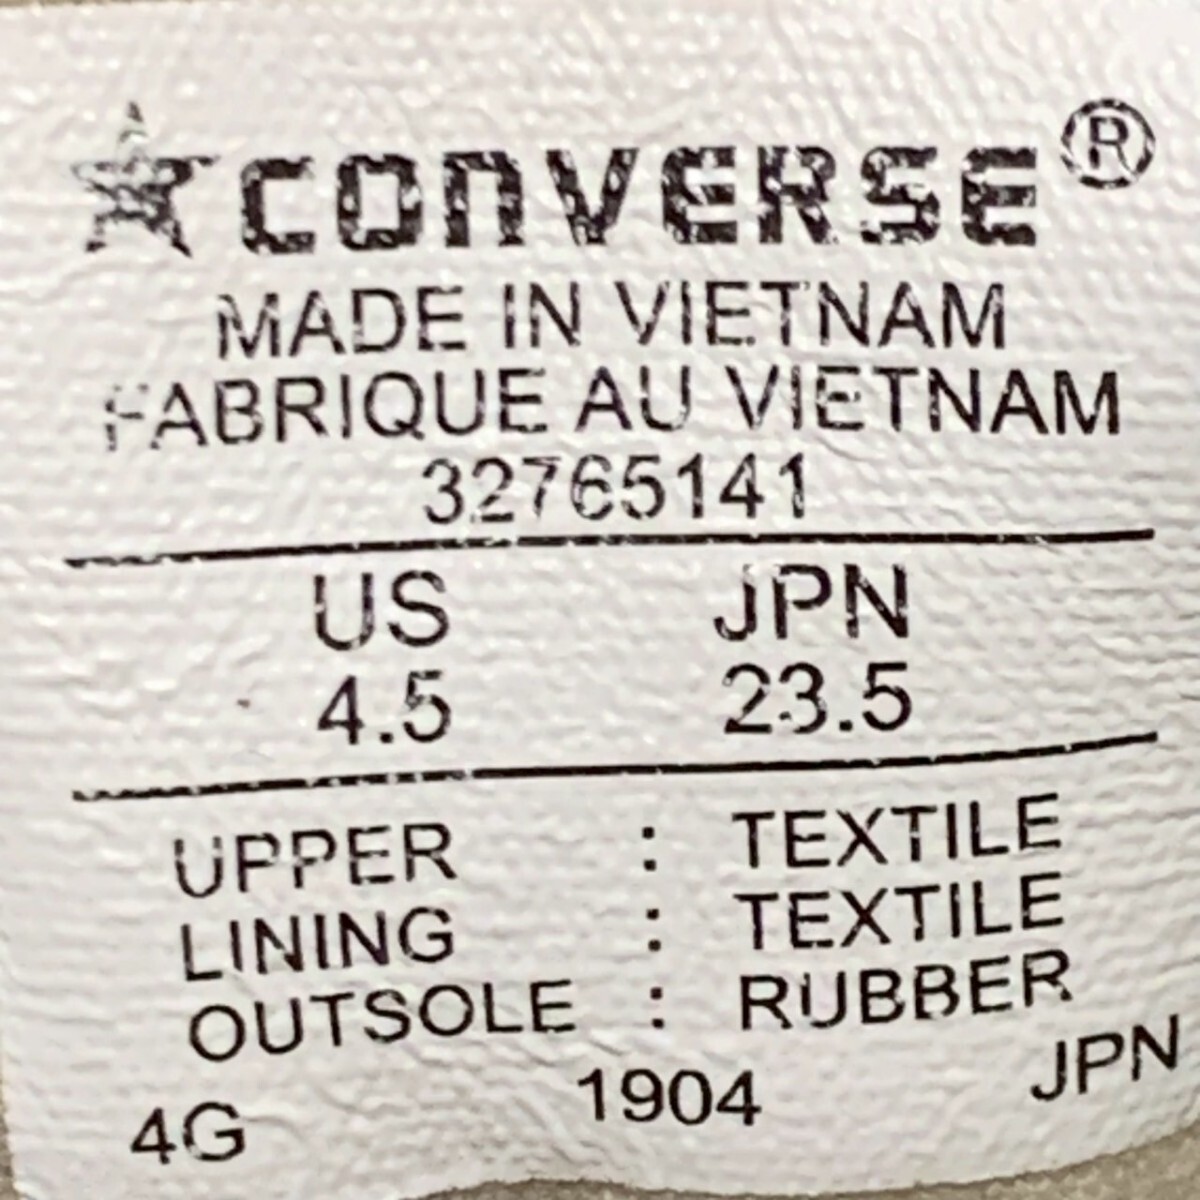 CONVERSE®
MADE IN VIETNAM
FABRIQUE AU VIETNAM
32765141
US JPN
4.5 23.5
UPPER : TEXTILE
LINING : TEXTILE
OUTSOLE : RUBBER
4G 1904 JPN